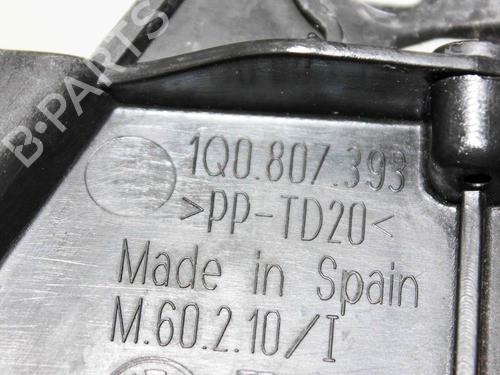 B-PARTS
1Q0.807.393
>PP-TD20<
Made in Spain
M.60.2.10/I